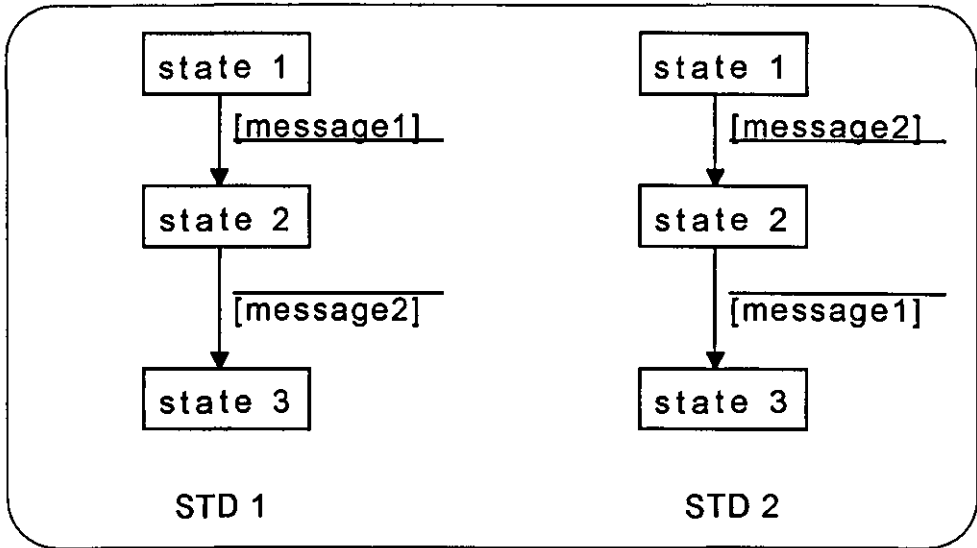 state 1
[message1]
state 2
[message2]
state 3
STD 1
state 1
[message2]
state 2
[message1]
state 3
STD 2